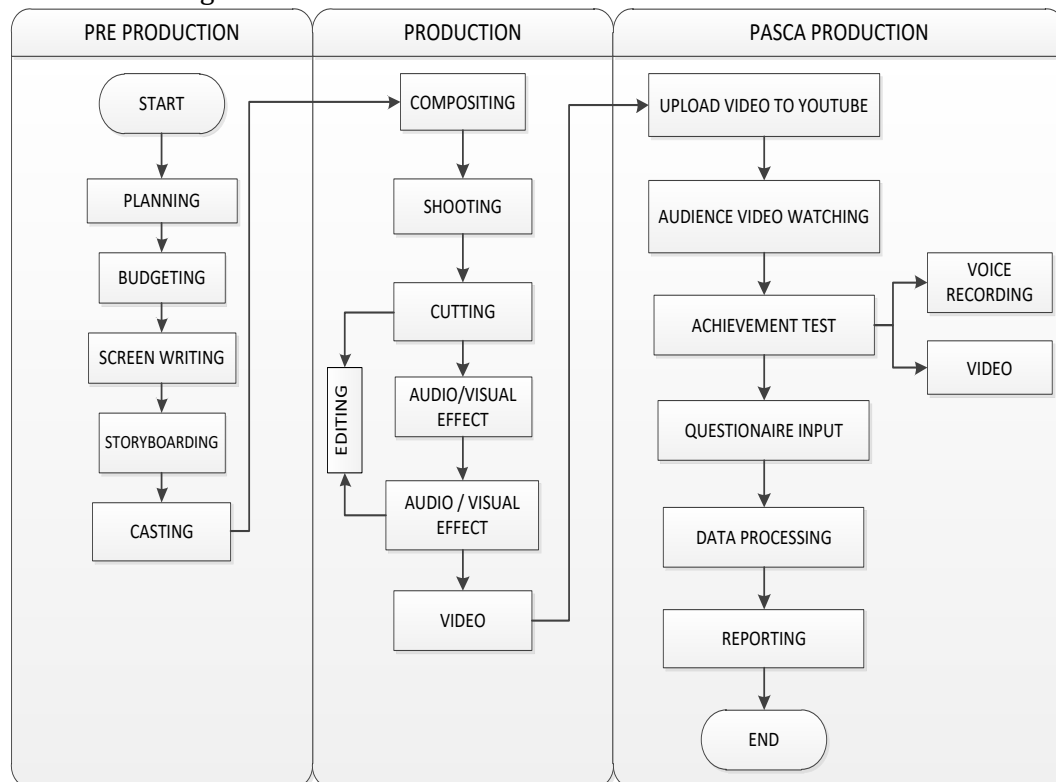 PRE PRODUCTION
START
PLANNING
BUDGETING
SCREEN WRITING
STORYBOARDING
CASTING
PRODUCTION
COMPOSITING
SHOOTING
CUTTING
EDITING
AUDIO/VISUAL
EFFECT
AUDIO / VISUAL
EFFECT
VIDEO
PASCA PRODUCTION
UPLOAD VIDEO TO YOUTUBE
AUDIENCE VIDEO WATCHING
ACHIEVEMENT TEST
VOICE
RECORDING
VIDEO
QUESTIONAIRE INPUT
DATA PROCESSING
REPORTING
END